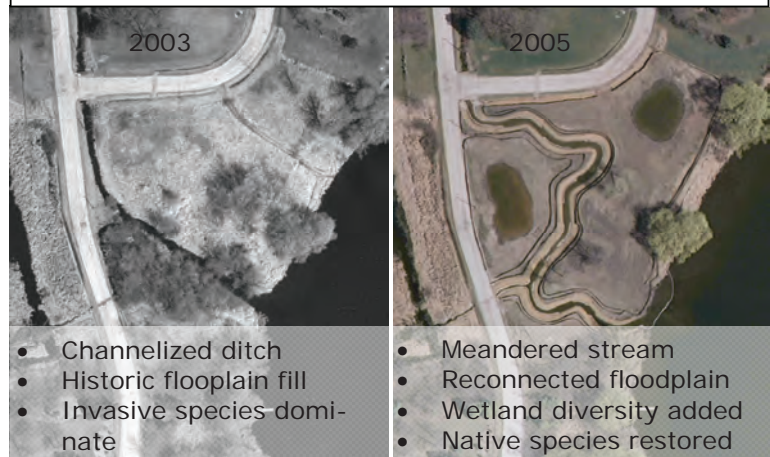 2003
• Channelized ditch
• Historic flooplain fill
• Invasive species domi-
nate
2005
• Meandered stream
• Reconnected floodplain
• Wetland diversity added
• Native species restored